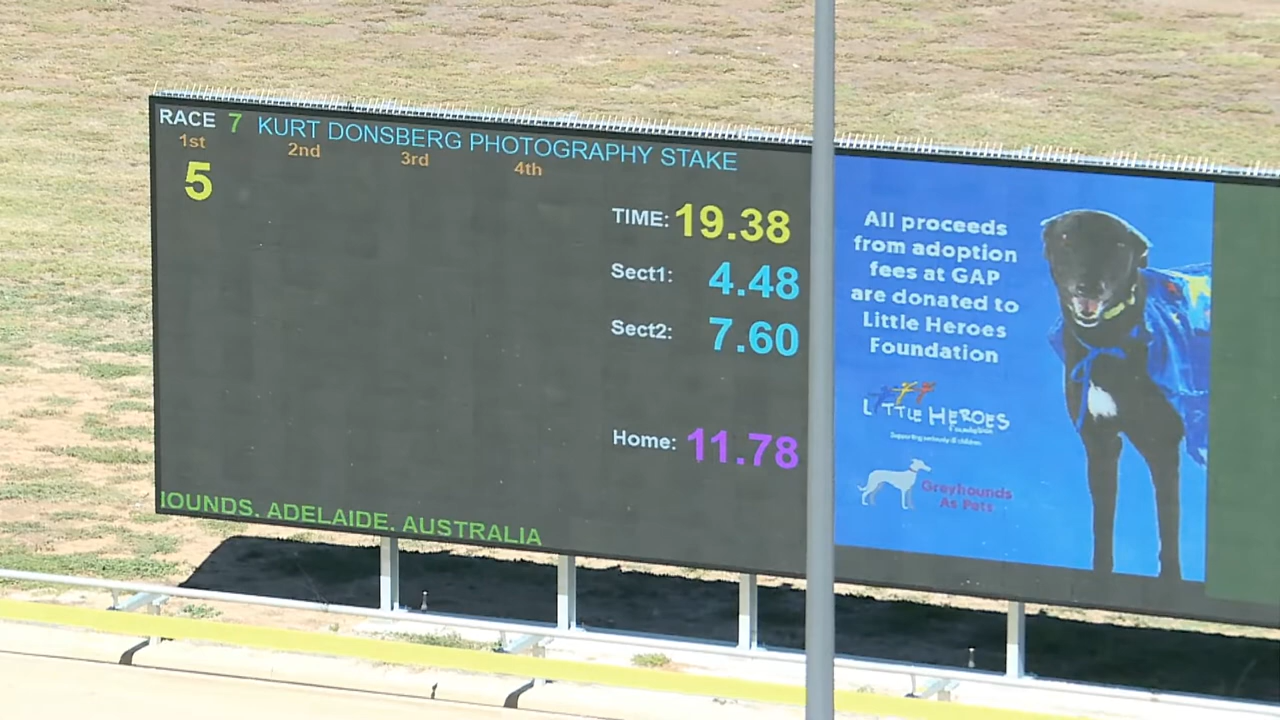 RACE 7 KURT DONSBERG PHOTOGRAPHY STAKE
1st 2nd 3rd 4th
5
TIME: 19.38
Sect1: 4.48
Sect2: 7.60
Home: 11.78
IOUNDS, ADELAIDE, AUSTRALIA
All proceeds
from adoption
fees at GAP
are donated to
Little Heroes
Foundation
LITTLE HEROES
Foundation
Greyhounds
As Pets